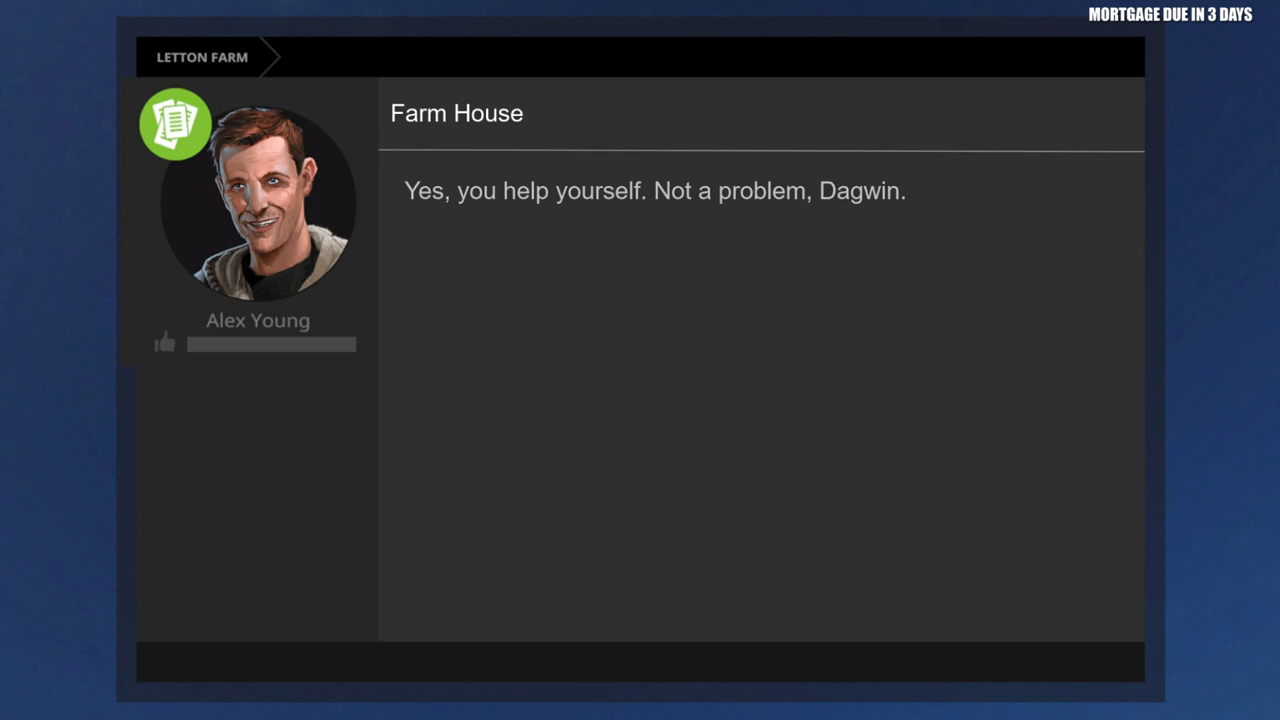 MORTGAGE DUE IN 3 DAYS
LETTON FARM
Farm House
Yes, you help yourself. Not a problem, Dagwin.
Alex Young